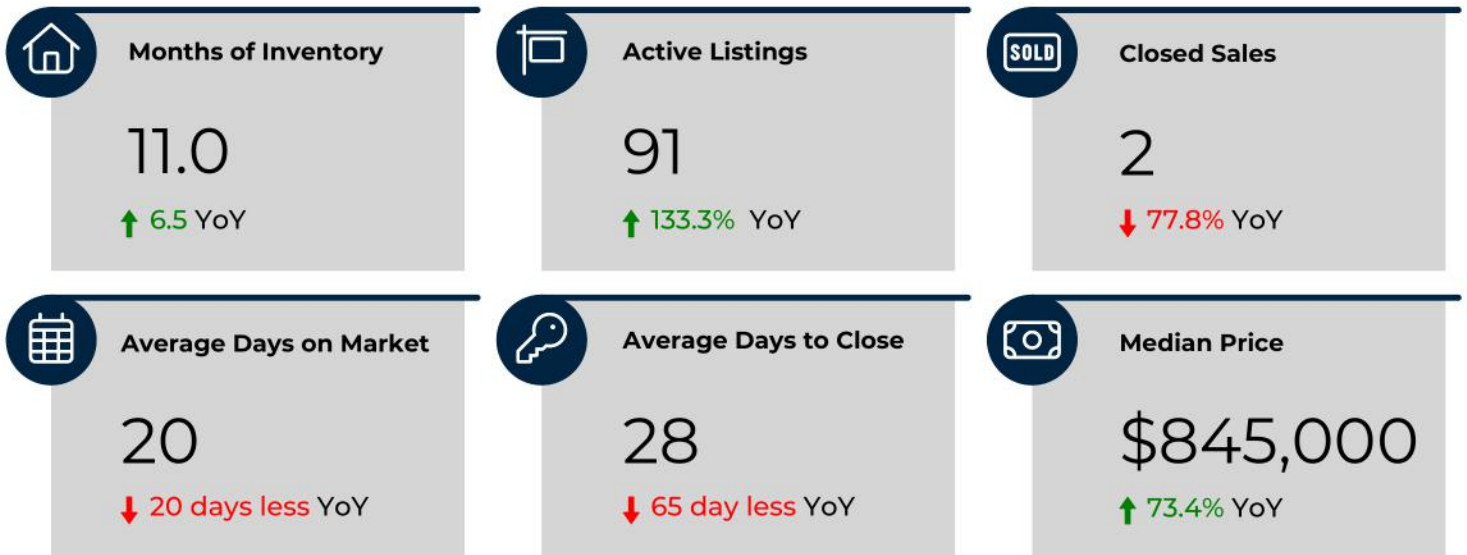 Months of Inventory
11.0
↑ 6.5 YoY
Active Listings
91
↑ 133.3% YoY
SOLD
Closed Sales
2
↓ 77.8% YoY
Average Days on Market
20
↓ 20 days less YoY
Average Days to Close
28
↓ 65 day less YoY
Median Price
$845,000
↑ 73.4% YoY